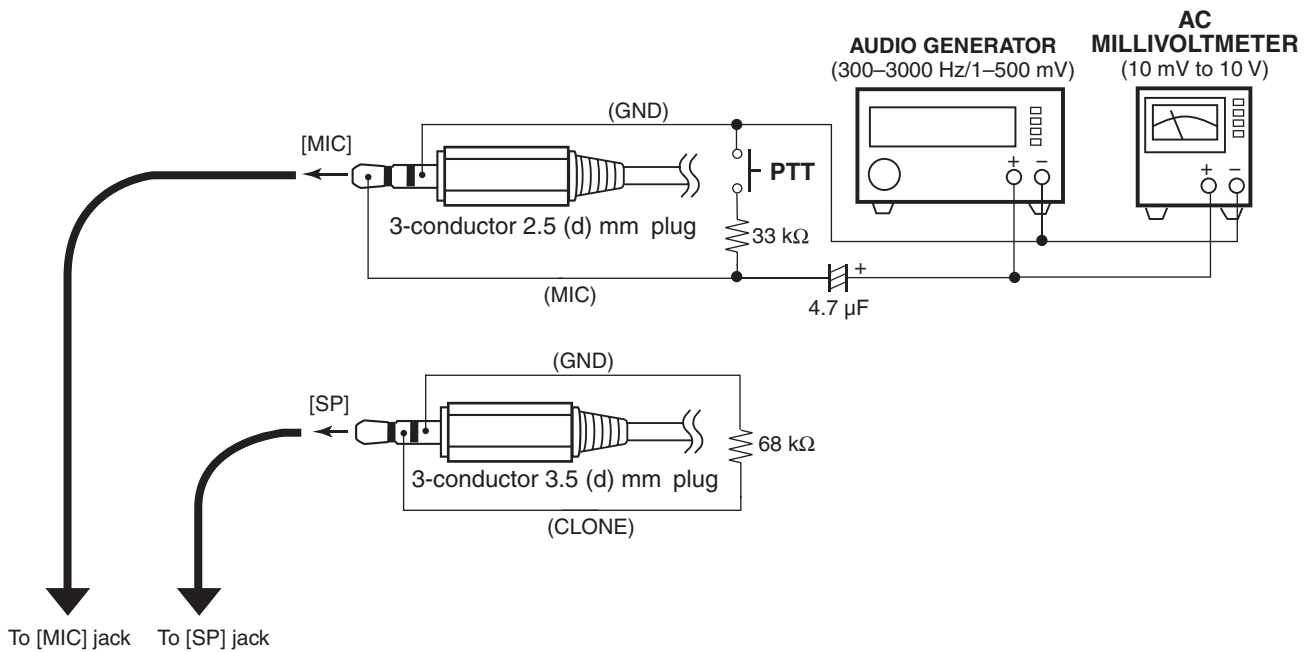 AC
MILLIVOLTMETER
(10 mV to 10 V)
AUDIO GENERATOR
(300–3000 Hz/1–500 mV)
(GND)
[MIC]
+
−
+
−
PTT
3-conductor 2.5 (d) mm plug
33 kΩ
(MIC)
+
4.7 µF
(GND)
[SP]
68 kΩ
3-conductor 3.5 (d) mm plug
(CLONE)
To [MIC] jack
To [SP] jack